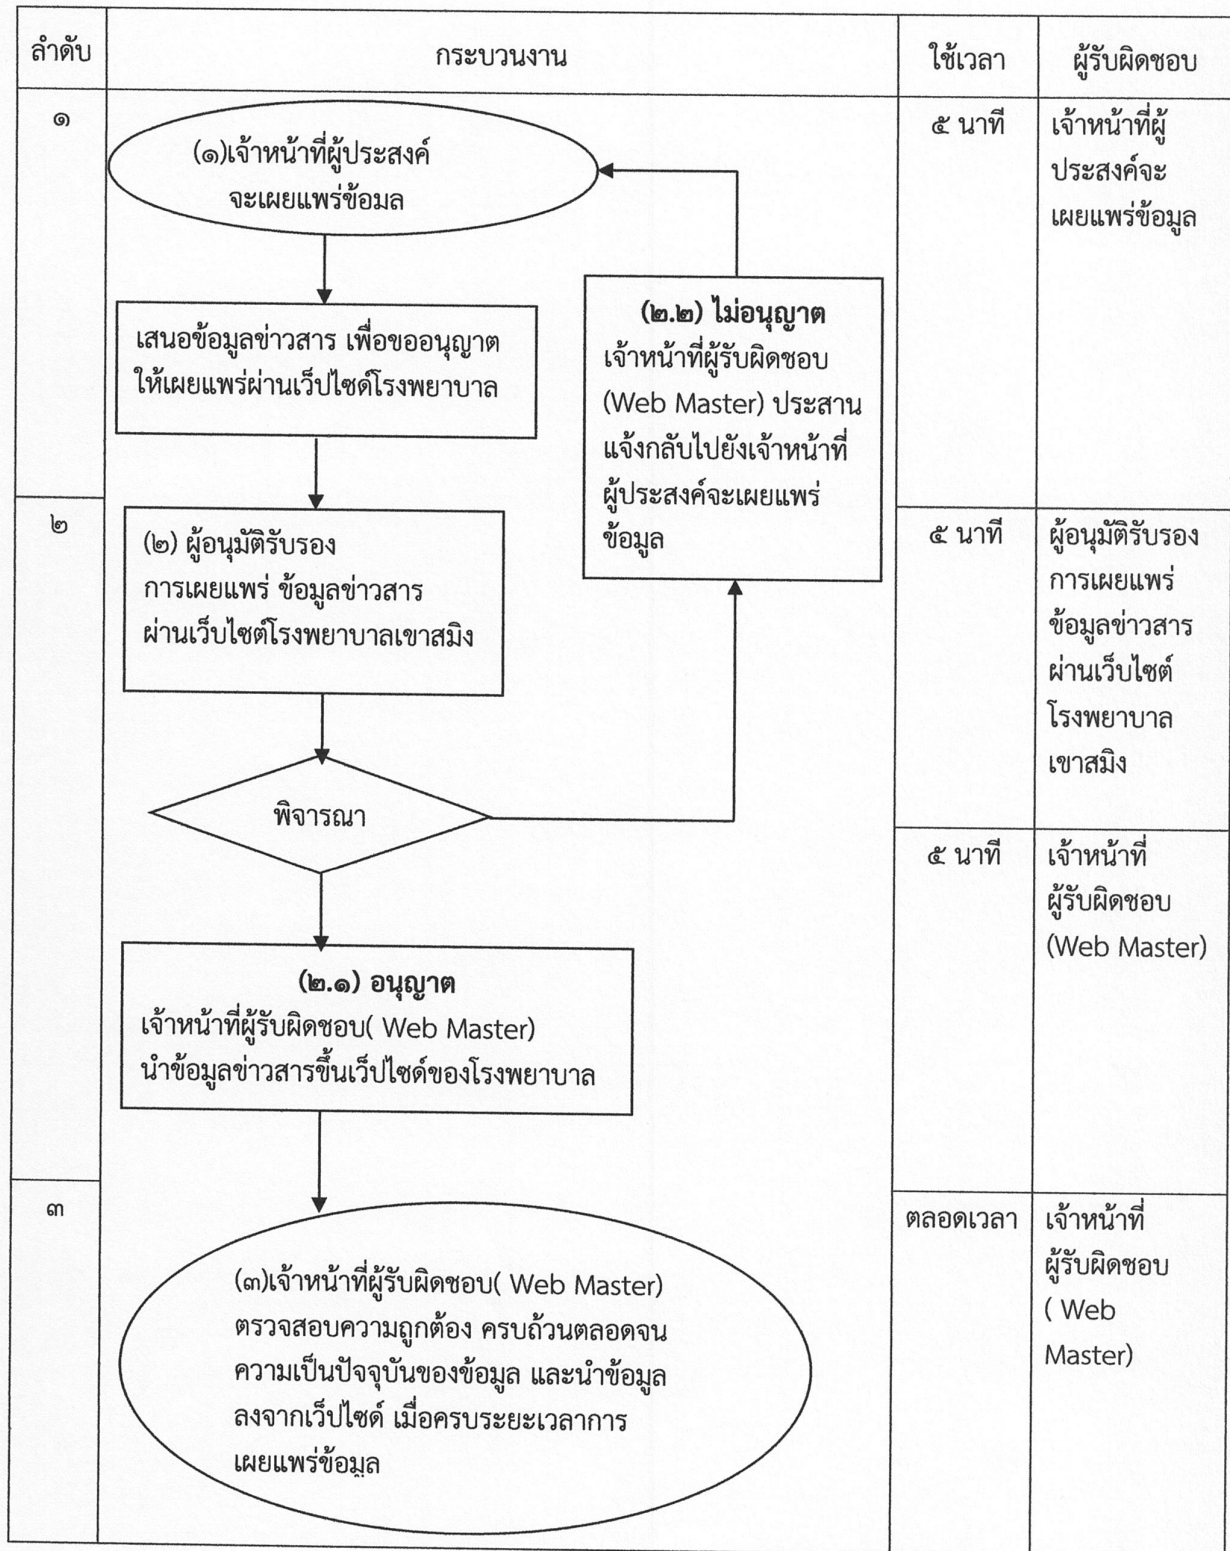 ลำดับ
กระบวนงาน
ใช้เวลา
ผู้รับผิดชอบ
๑
(๑)เจ้าหน้าที่ผู้ประสงค์
จะเผยแพร่ข้อมล
๕ นาที
เจ้าหน้าที่ผู้
ประสงค์จะ
เผยแพร่ข้อมูล
เสนอข้อมูลข่าวสาร เพื่อขออนุญาต
ให้เผยแพร่ผ่านเว็ปไซด์โรงพยาบาล
(๒.๒) ไม่อนุญาต
เจ้าหน้าที่ผู้รับผิดชอบ
(Web Master) ประสาน
แจ้งกลับไปยังเจ้าหน้าที่
ผู้ประสงค์จะเผยแพร่
ข้อมูล
๒
(๒) ผู้อนุมัติรับรอง
การเผยแพร่ ข้อมูลข่าวสาร
ผ่านเว็บไซต์โรงพยาบาลเขาสมิง
๕ นาที
ผู้อนุมัติรับรอง
การเผยแพร่
ข้อมูลข่าวสาร
ผ่านเว็บไซต์
โรงพยาบาล
เขาสมิง
พิจารณา
๕ นาที
เจ้าหน้าที่
ผู้รับผิดชอบ
(Web Master)
(๒.๑) อนุญาต
เจ้าหน้าที่ผู้รับผิดชอบ( Web Master)
นำข้อมูลข่าวสารขึ้นเว็ปไซด์ของโรงพยาบาล
๓
(๓)เจ้าหน้าที่ผู้รับผิดชอบ( Web Master)
ตรวจสอบความถูกต้อง ครบถ้วนตลอดจน
ความเป็นปัจจุบันของข้อมูล และนำข้อมูล
ลงจากเว็ปไซด์ เมื่อครบระยะเวลาการ
เผยแพร่ข้อมูล
ตลอดเวลา
เจ้าหน้าที่
ผู้รับผิดชอบ
( Web
Master)